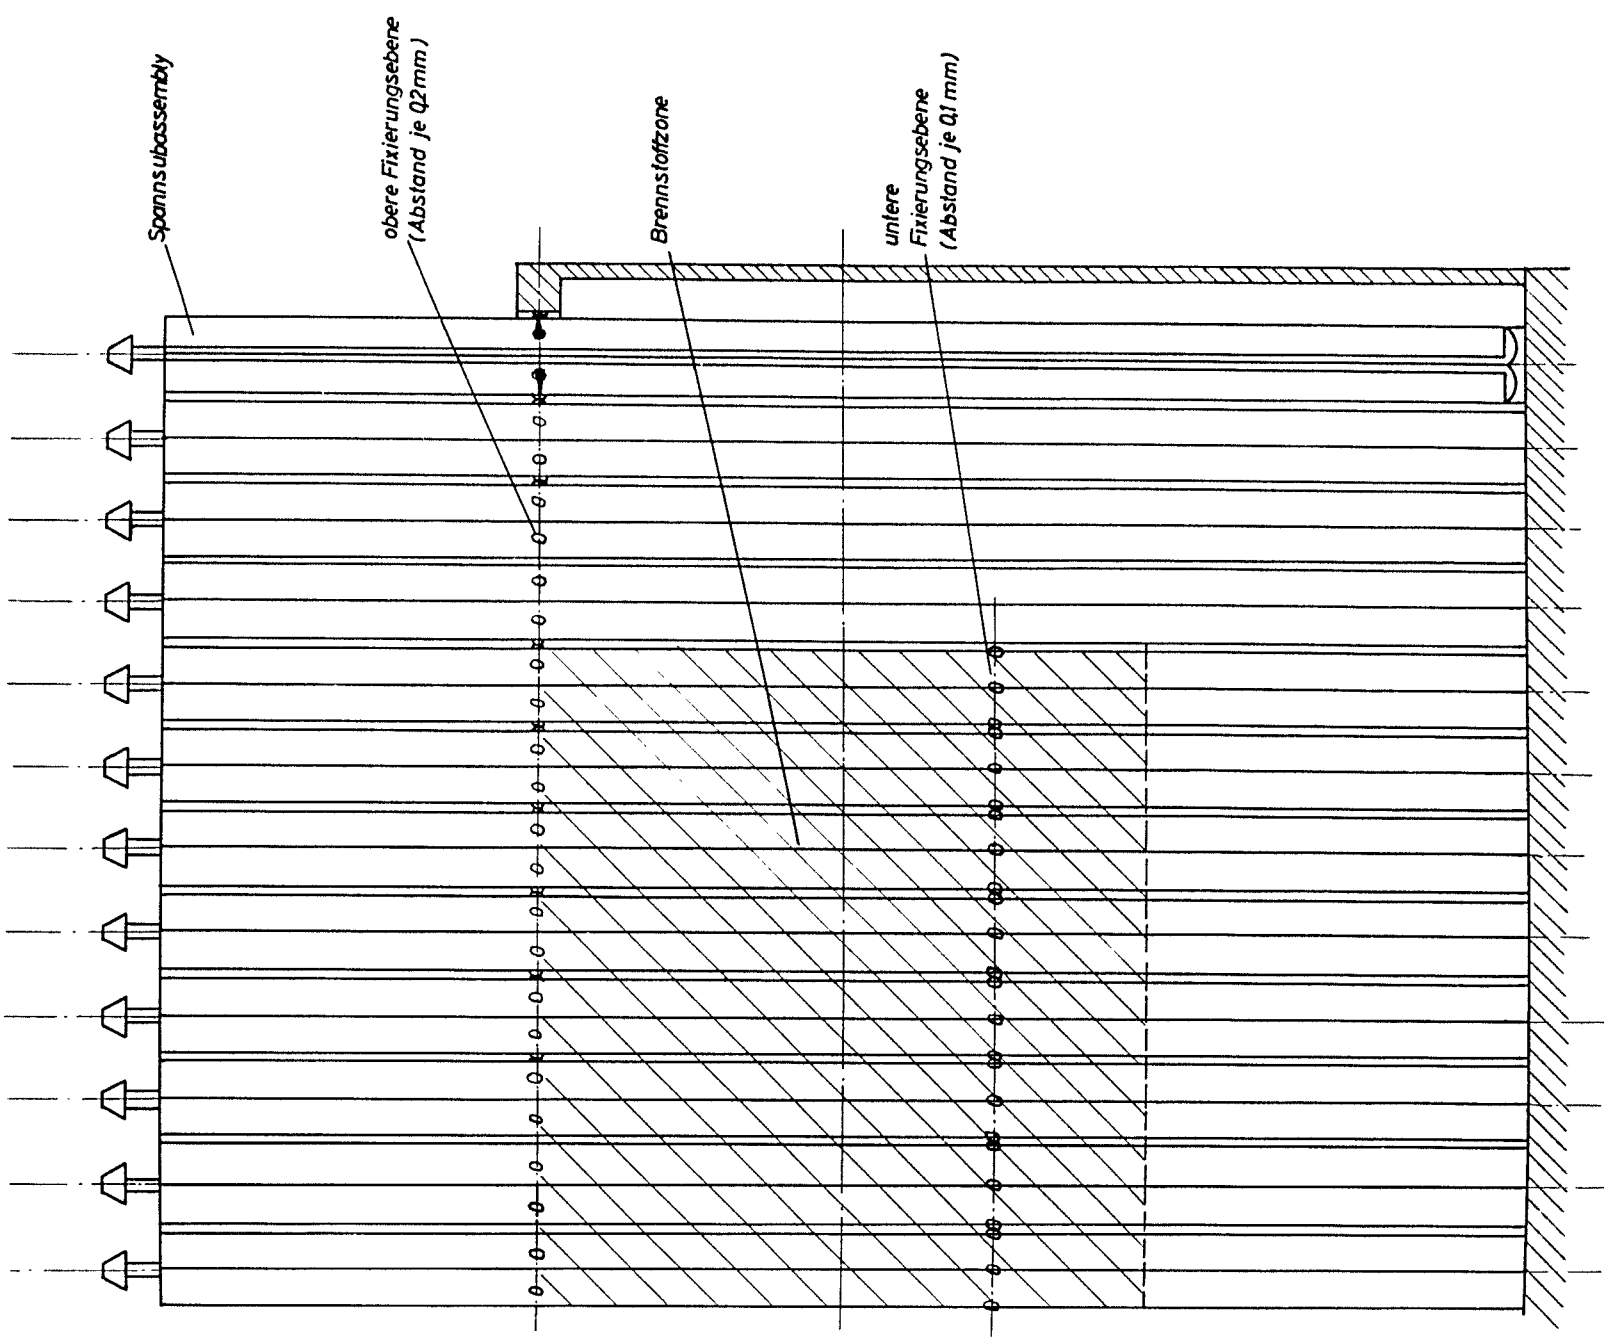 Spannsubassembly
obere Fixierungsebene
(Abstand je 0,2mm)
Brennstoffzone
untere
Fixierungsebene
(Abstand je 0,1 mm)